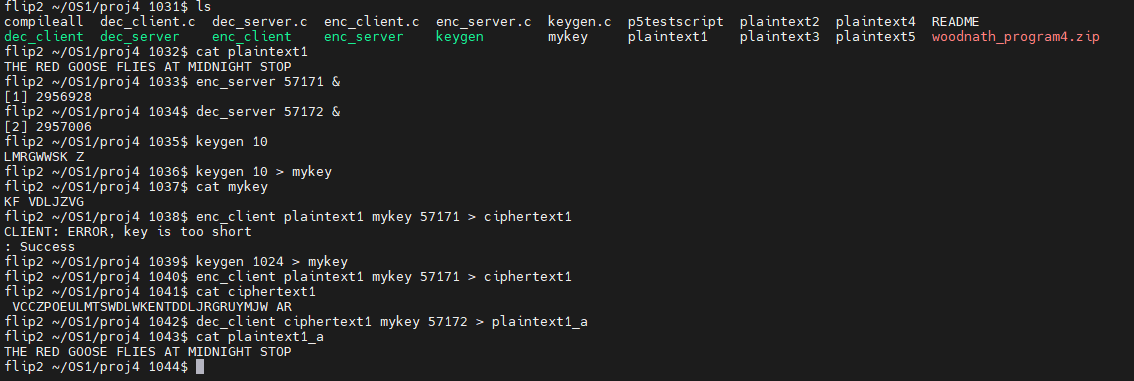 flip2 ~/OS1/proj4 1031$ ls
compileall   dec_client.c  dec_server.c  enc_client.c  enc_server.c  keygen.c  p5testscript  plaintext2  plaintext4  README
dec_client  dec_server    enc_client    enc_server    keygen        mykey     plaintext1    plaintext3  plaintext5  woodnath_program4.zip
flip2 ~/OS1/proj4 1032$ cat plaintext1
THE RED GOOSE FLIES AT MIDNIGHT STOP
flip2 ~/OS1/proj4 1033$ enc_server 57171 &
[1] 2956928
flip2 ~/OS1/proj4 1034$ dec_server 57172 &
[2] 2957006
flip2 ~/OS1/proj4 1035$ keygen 10
LMRGWWSK Z
flip2 ~/OS1/proj4 1036$ keygen 10 > mykey
flip2 ~/OS1/proj4 1037$ cat mykey
KF VDLJZVG
flip2 ~/OS1/proj4 1038$ enc_client plaintext1 mykey 57171 > ciphertext1
CLIENT: ERROR, key is too short
: Success
flip2 ~/OS1/proj4 1039$ keygen 1024 > mykey
flip2 ~/OS1/proj4 1040$ enc_client plaintext1 mykey 57171 > ciphertext1
flip2 ~/OS1/proj4 1041$ cat ciphertext1
 VCCZPOEULMTSWDLWKENTDDLJRGRUYMJW AR
flip2 ~/OS1/proj4 1042$ dec_client ciphertext1 mykey 57172 > plaintext1_a
flip2 ~/OS1/proj4 1043$ cat plaintext1_a
THE RED GOOSE FLIES AT MIDNIGHT STOP
flip2 ~/OS1/proj4 1044$